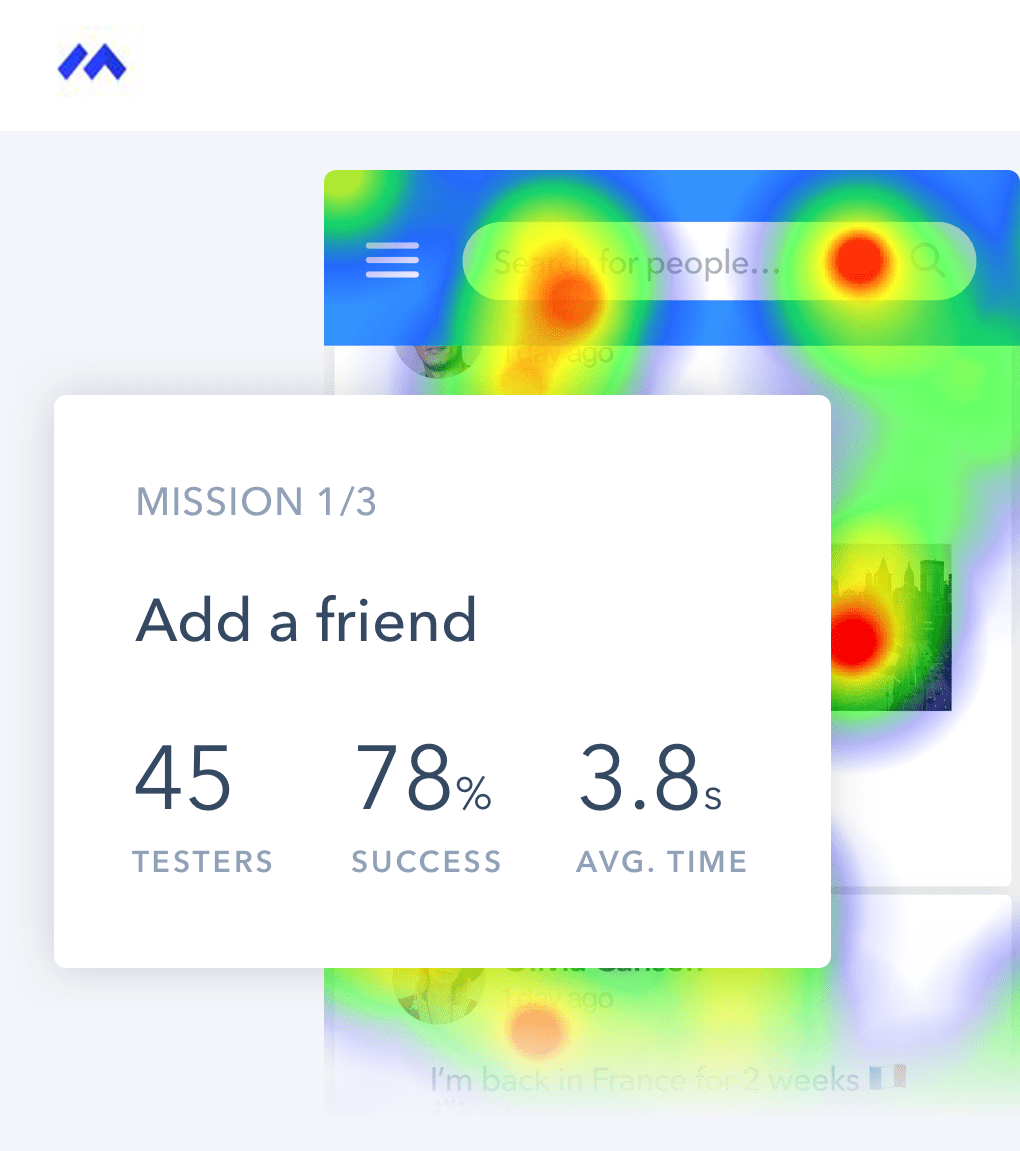 Search for people...
1 day ago
MISSION 1/3
Add a friend
45 78% 3.8s
TESTERS SUCCESS AVG. TIME
1 day ago
I’m back in France for 2 weeks 🇫🇷